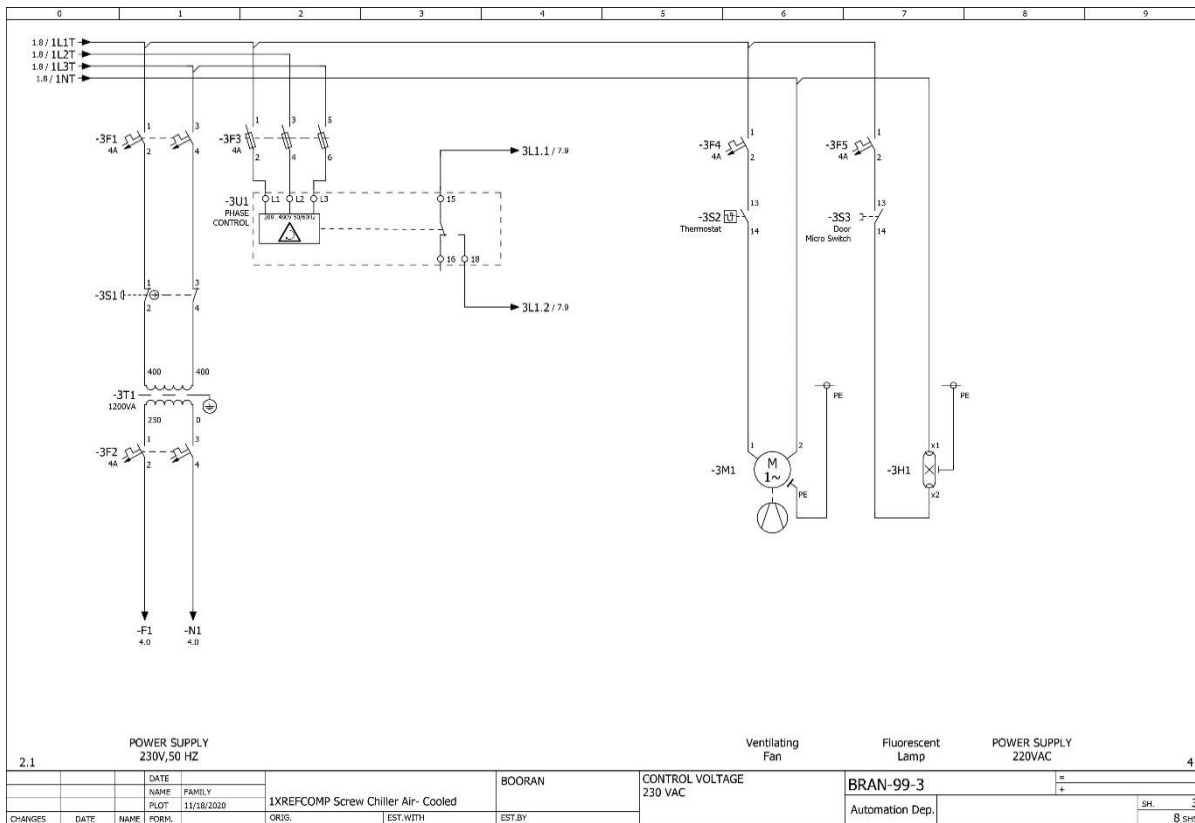 0 1 2 3 4 5 6 7 8 9
1.8 / 1L1T
1.8 / 1L2T
1.8 / 1L3T
1.8 / 1NT
-3F1
4A
1
2
3
4
-3F3
4A
1
2
3
4
5
6
3L1.1 / 7.9
-3U1
PHASE
CONTROL
L1 L2 L3
50/60Hz
15
16
18
3L1.2 / 7.9
-3F4
4A
1
2
-3F5
4A
1
2
-3S2
Thermostat
13
14
-3S3
Door
Micro Switch
13
14
-3S1
1
2
3
4
400
400
-3T1
1200VA
230
0
-3F2
4A
1
2
3
4
-F1
4.0
-N1
4.0
-3M1
1
2
M
1~
PE
PE
-3H1
x1
x2
PE
POWER SUPPLY
230V,50 HZ
Ventilating
Fan
Fluorescent
Lamp
POWER SUPPLY
220VAC
2.1
4
DATE
NAME FAMILY
PLOT 11/18/2020
CHANGES DATE NAME FORM.
1XREFCOMP Screw Chiller Air- Cooled
ORIG. EST.WITH EST.BY
BOORAN
CONTROL VOLTAGE
230 VAC
BRAN-99-3
Automation Dep.
=
+
SH. 3
8 SHS